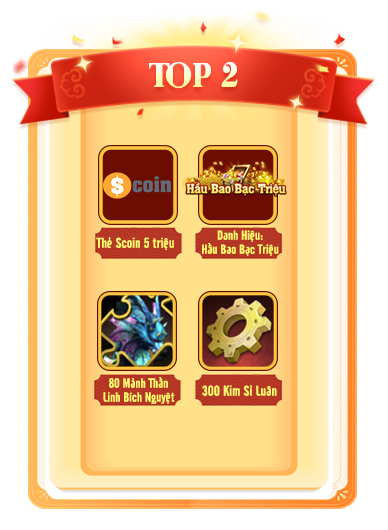 TOP 2
Scoin
Hầu Bao Bạc Triệu
Thẻ Scoin 5 triệu
Danh Hiệu:
Hầu Bao Bạc Triệu
80 Mảnh Thần
Linh Bích Nguyệt
300 Kim Sỉ Luân